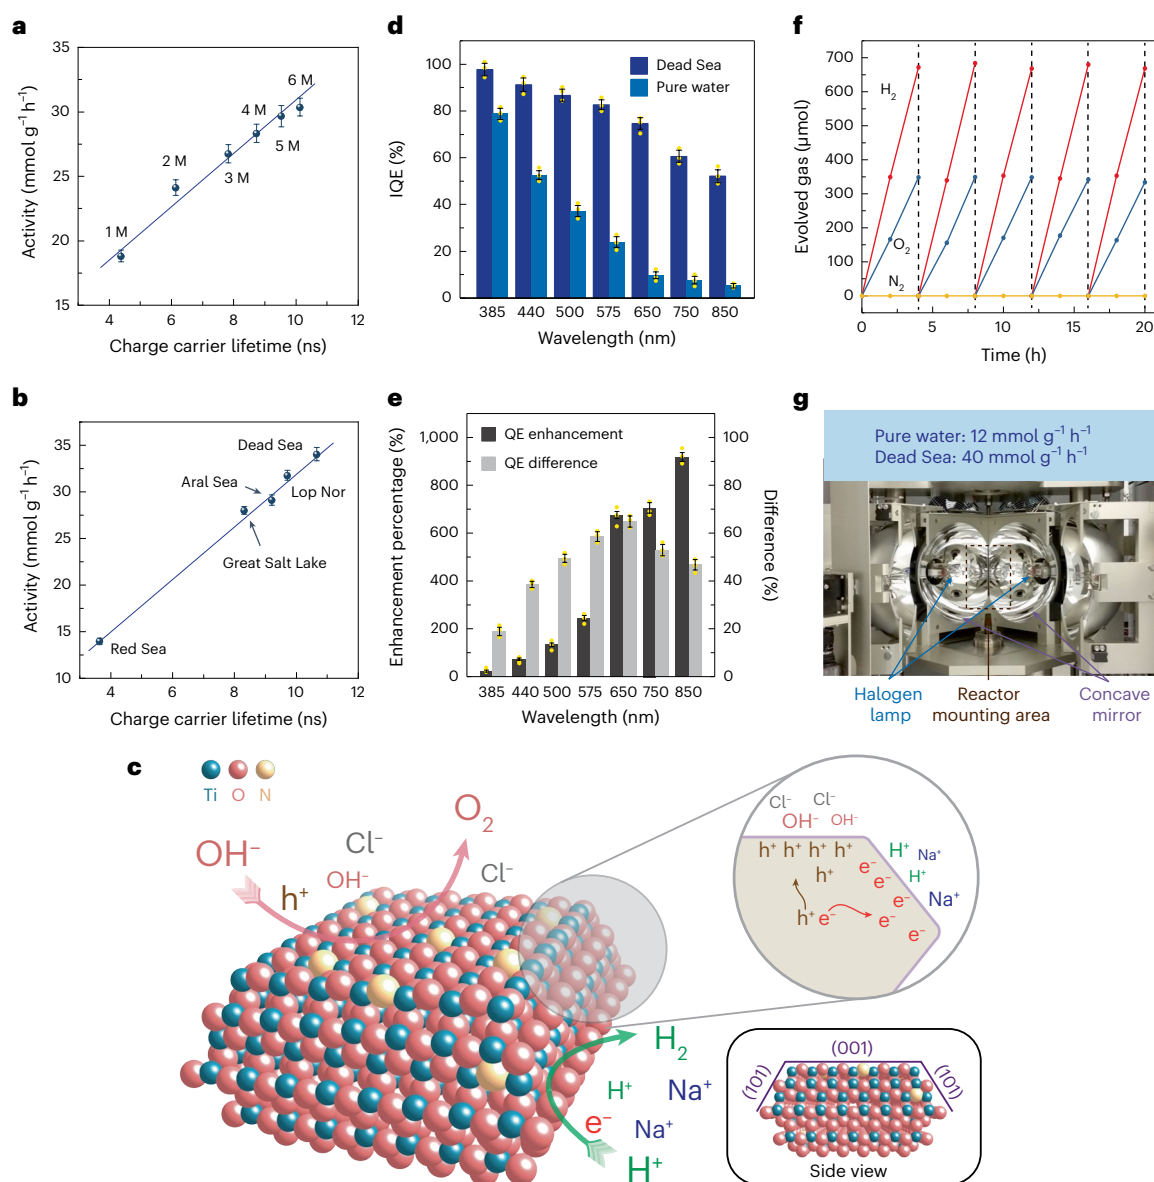 a
35
30
25
20
15
Activity (mmol g⁻¹ h⁻¹)
1 M
2 M
3 M
4 M
5 M
6 M
4
6
8
10
12
Charge carrier lifetime (ns)
b
35
30
25
20
15
10
Activity (mmol g⁻¹ h⁻¹)
Dead Sea
Aral Sea
Lop Nor
Great Salt Lake
Red Sea
4
6
8
10
12
Charge carrier lifetime (ns)
d
100
80
60
40
20
0
IQE (%)
Dead Sea
Pure water
385 440 500 575 650 750 850
Wavelength (nm)
e
1,000
800
600
400
200
0
Enhancement percentage (%)
QE enhancement
QE difference
100
80
60
40
20
0
Difference (%)
385 440 500 575 650 750 850
Wavelength (nm)
f
700
600
500
400
300
200
100
0
Evolved gas (μmol)
H₂
O₂
N₂
0
5
10
15
20
Time (h)
g
Pure water: 12 mmol g⁻¹ h⁻¹
Dead Sea: 40 mmol g⁻¹ h⁻¹
Halogen
lamp
Reactor
mounting area
Concave
mirror
c
Ti O N
OH⁻
h⁺
Cl⁻
OH⁻
O₂
Cl⁻
H₂
H⁺
Na⁺
e⁻
Na⁺
H⁺
Cl⁻ Cl⁻
OH⁻ OH⁻
h⁺ h⁺ h⁺ h⁺
h⁺
H⁺ Na⁺
e⁻
e⁻
H⁺
e⁻
Na⁺
h⁺ e⁻
e⁻
e⁻
(001)
(101)
(101)
Side view